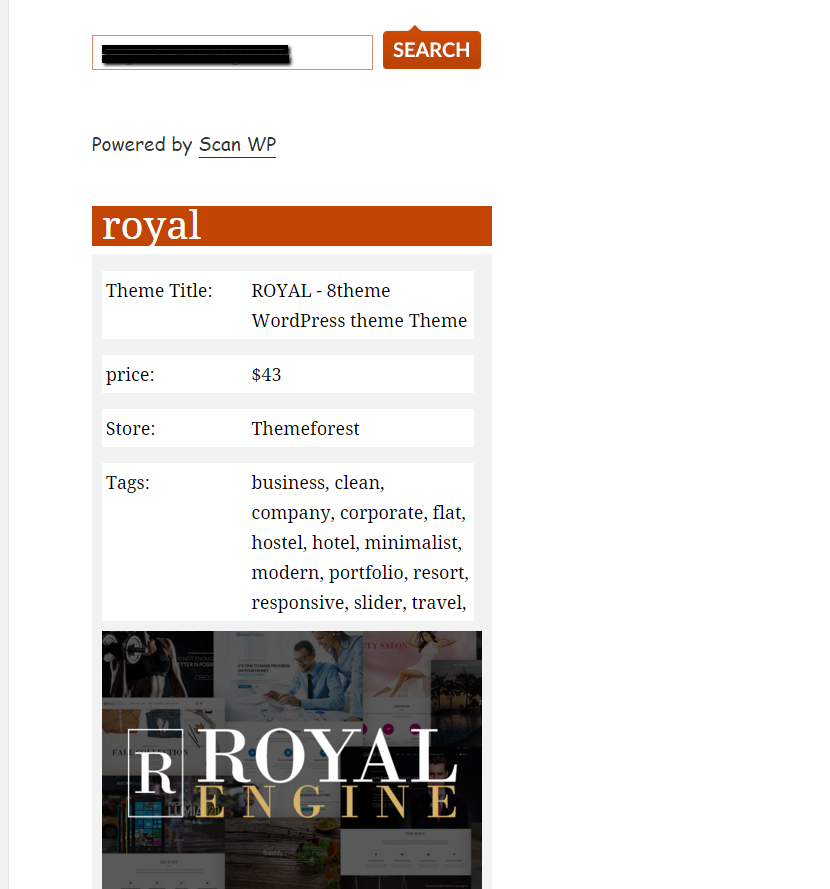 SEARCH
Powered by Scan WP
royal
Theme Title: ROYAL - 8theme
WordPress theme Theme
price: $43
Store: Themeforest
Tags: business, clean,
company, corporate, flat,
hostel, hotel, minimalist,
modern, portfolio, resort,
responsive, slider, travel,
R ROYAL
ENGINE